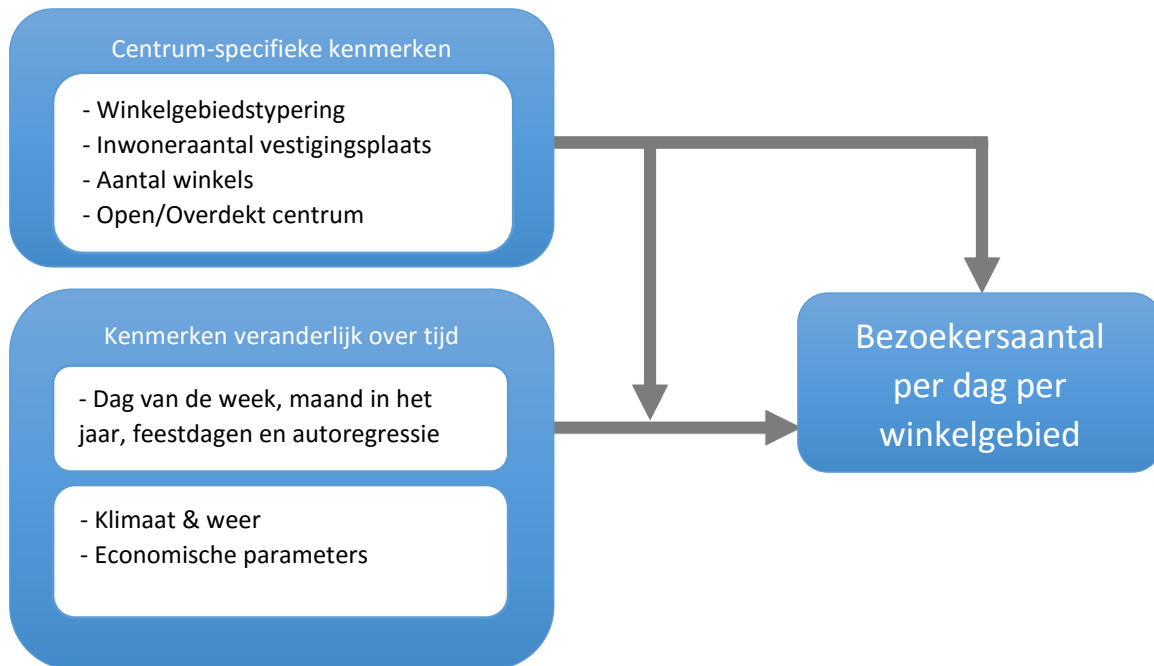 Centrum-specifieke kenmerken
- Winkelgebiedstypering
- Inwoneraantal vestigingsplaats
- Aantal winkels
- Open/Overdekt centrum
Kenmerken veranderlijk over tijd
- Dag van de week, maand in het
jaar, feestdagen en autoregressie
- Klimaat & weer
- Economische parameters
Bezoekersaantal
per dag per
winkelgebied